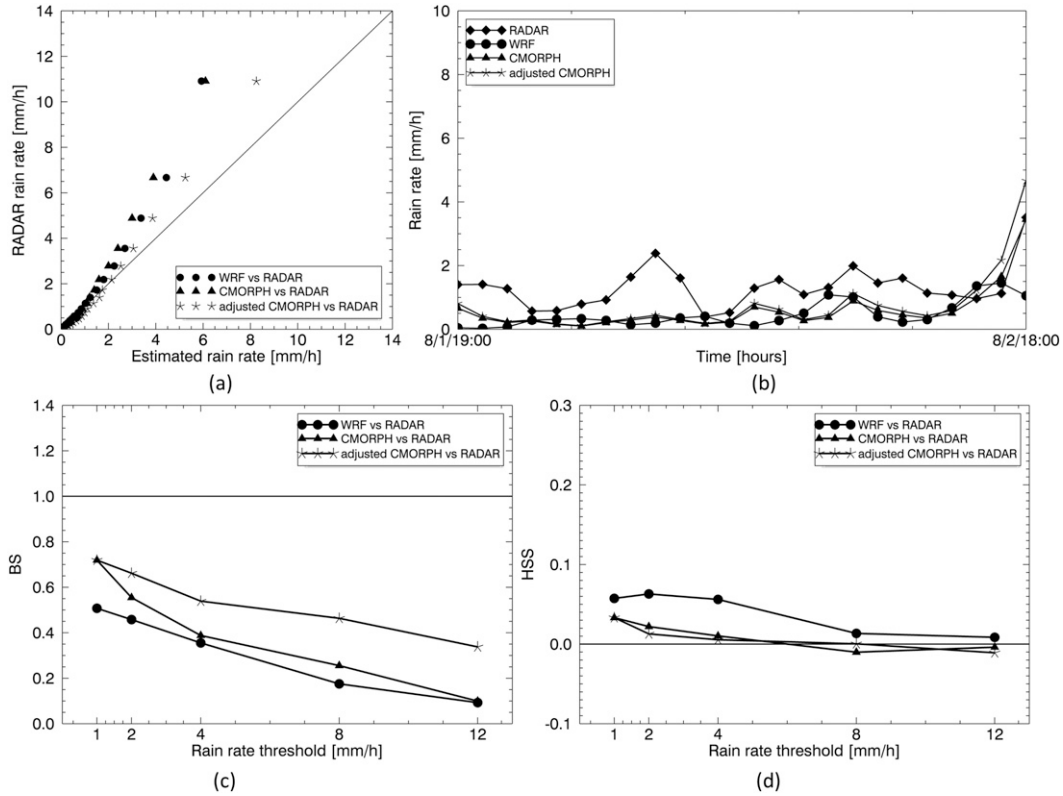 14
12
10
8
6
4
2
0
RADAR rain rate [mm/h]
WRF vs RADAR
CMORPH vs RADAR
adjusted CMORPH vs RADAR
0 2 4 6 8 10 12 14
Estimated rain rate [mm/h]
(a)
10
8
6
4
2
0
Rain rate [mm/h]
RADAR
WRF
CMORPH
adjusted CMORPH
8/1/19:00 8/2/18:00
Time [hours]
(b)
1.4
1.2
1.0
0.8
0.6
0.4
0.2
0.0
BS
WRF vs RADAR
CMORPH vs RADAR
adjusted CMORPH vs RADAR
1 2 4 8 12
Rain rate threshold [mm/h]
(c)
0.3
0.2
0.1
0.0
-0.1
HSS
WRF vs RADAR
CMORPH vs RADAR
adjusted CMORPH vs RADAR
1 2 4 8 12
Rain rate threshold [mm/h]
(d)